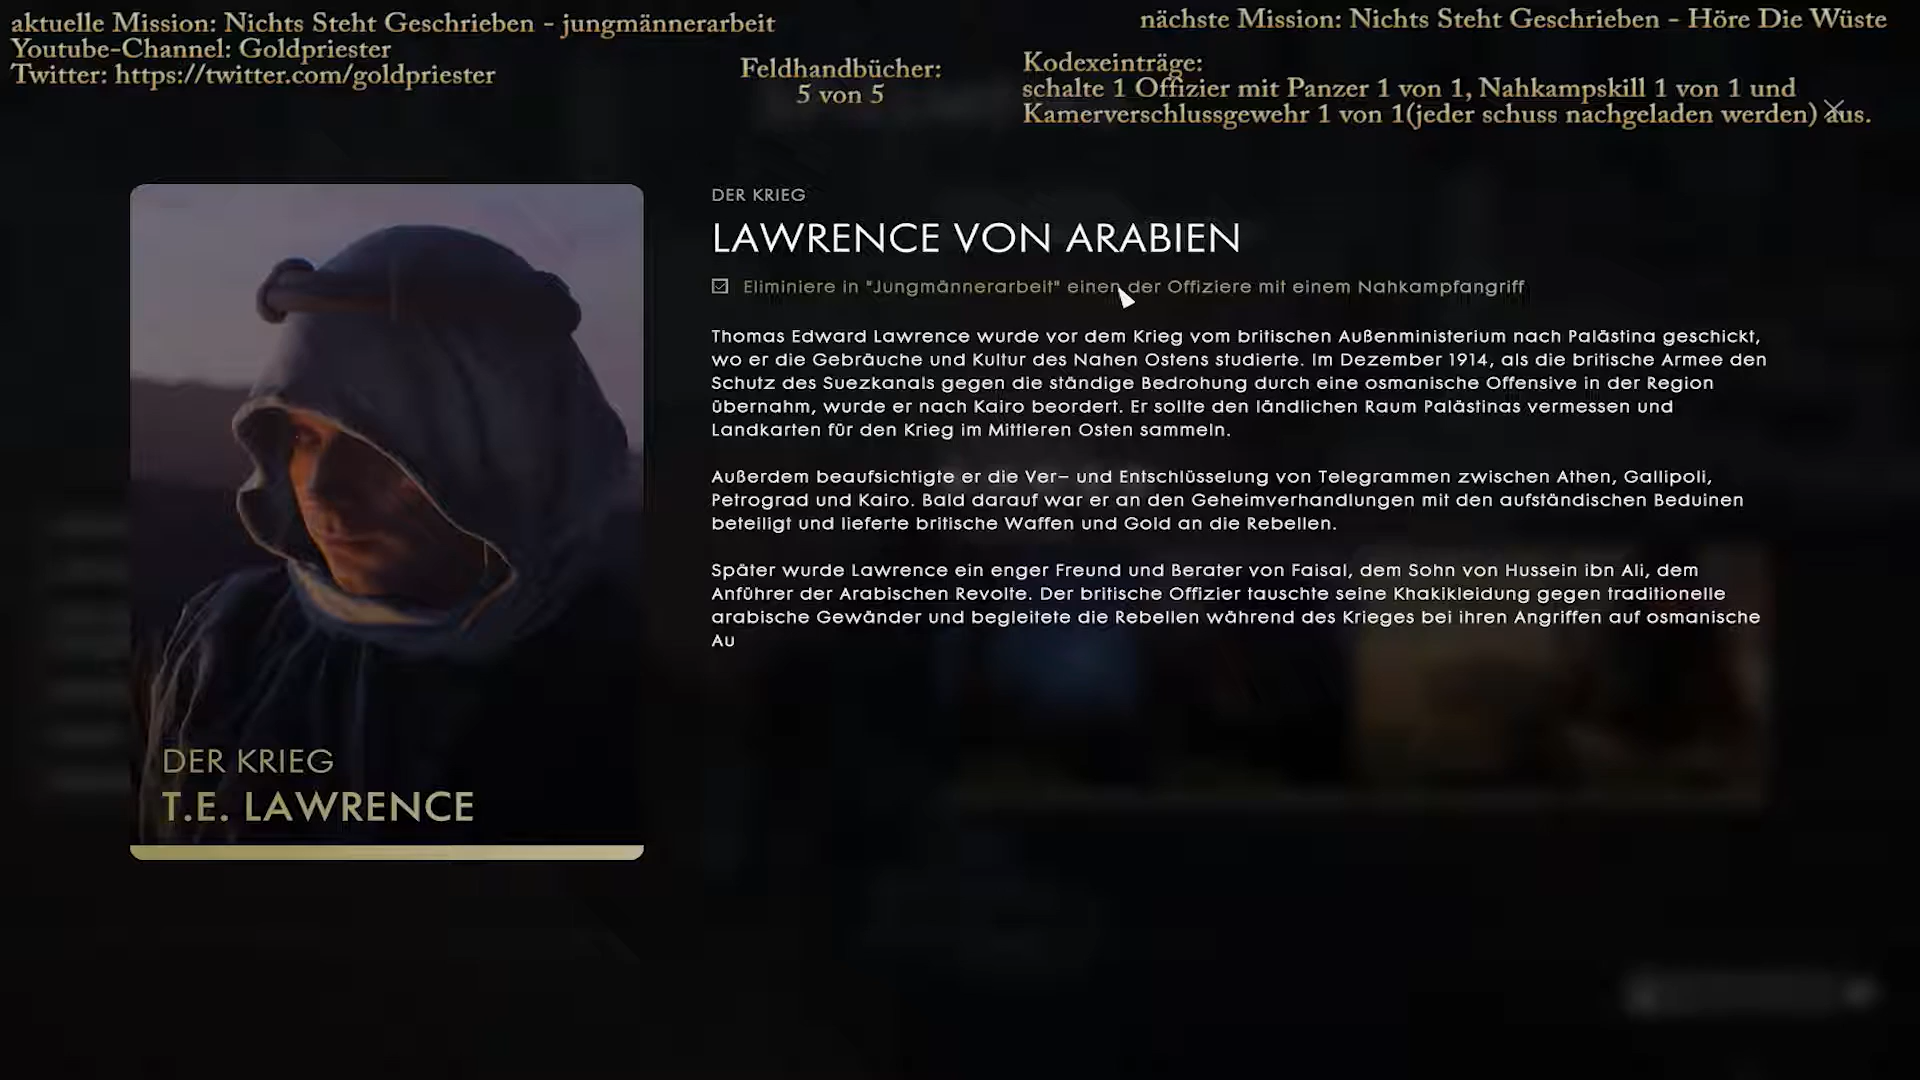 aktuelle Mission: Nichts Steht Geschrieben - jungmännerarbeit
Youtube-Channel: Goldpriester
Twitter: https://twitter.com/goldpriester
Feldhandbücher:
5 von 5
nächste Mission: Nichts Steht Geschrieben - Höre Die Wüste
Kodexeinträge:
schalte 1 Offizier mit Panzer 1 von 1, Nahkampskill 1 von 1 und
Kamerverschlussgewehr 1 von 1(jeder schuss nachgeladen werden) aus.
DER KRIEG
LAWRENCE VON ARABIEN
Eliminiere in "Jungmännerarbeit" einen der Offiziere mit einem Nahkampfangriff
Thomas Edward Lawrence wurde vor dem Krieg vom britischen Außenministerium nach Palästina geschickt,
wo er die Gebräuche und Kultur des Nahen Ostens studierte. Im Dezember 1914, als die britische Armee den
Schutz des Suezkanals gegen die ständige Bedrohung durch eine osmanische Offensive in der Region
übernahm, wurde er nach Kairo beordert. Er sollte den ländlichen Raum Palästinas vermessen und
Landkarten für den Krieg im Mittleren Osten sammeln.
Außerdem beaufsichtigte er die Ver- und Entschlüsselung von Telegrammen zwischen Athen, Gallipoli,
Petrograd und Kairo. Bald darauf war er an den Geheimverhandlungen mit den aufständischen Beduinen
beteiligt und lieferte britische Waffen und Gold an die Rebellen.
Später wurde Lawrence ein enger Freund und Berater von Faisal, dem Sohn von Hussein ibn Ali, dem
Anführer der Arabischen Revolte. Der britische Offizier tauschte seine Khakikleidung gegen traditionelle
arabische Gewänder und begleitete die Rebellen während des Krieges bei ihren Angriffen auf osmanische
Au
DER KRIEG
T.E. LAWRENCE